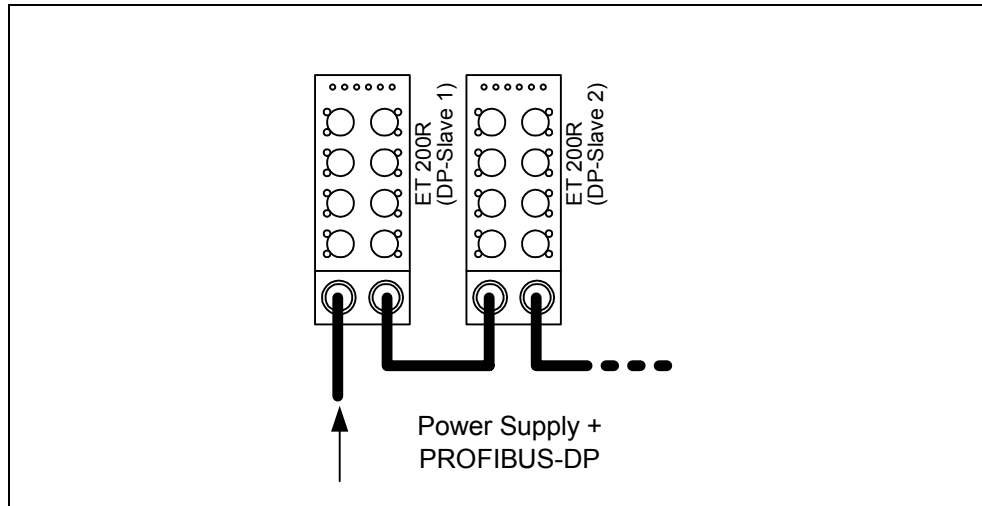 ET 200R
(DP-Slave 1)
ET 200R
(DP-Slave 2)
Power Supply +
PROFIBUS-DP